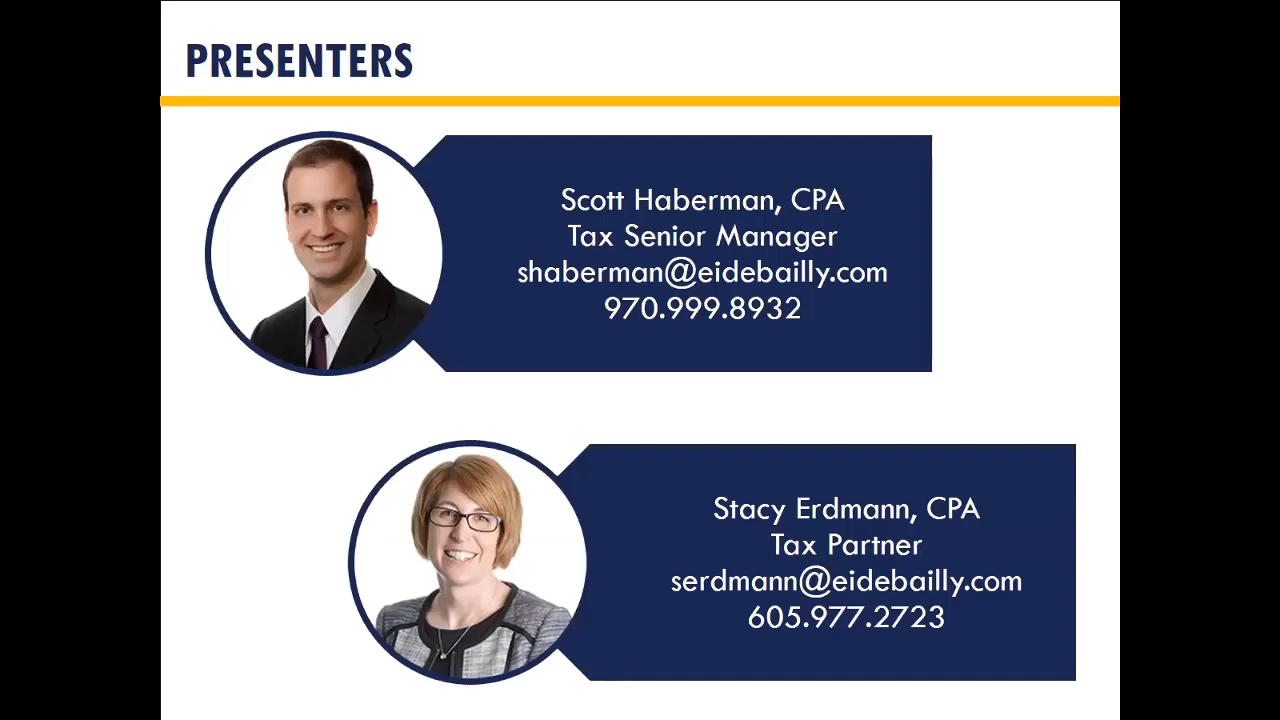 PRESENTERS
Scott Haberman, CPA
Tax Senior Manager
shaberman@eidebailly.com
970.999.8932
Stacy Erdmann, CPA
Tax Partner
serdmann@eidebailly.com
605.977.2723